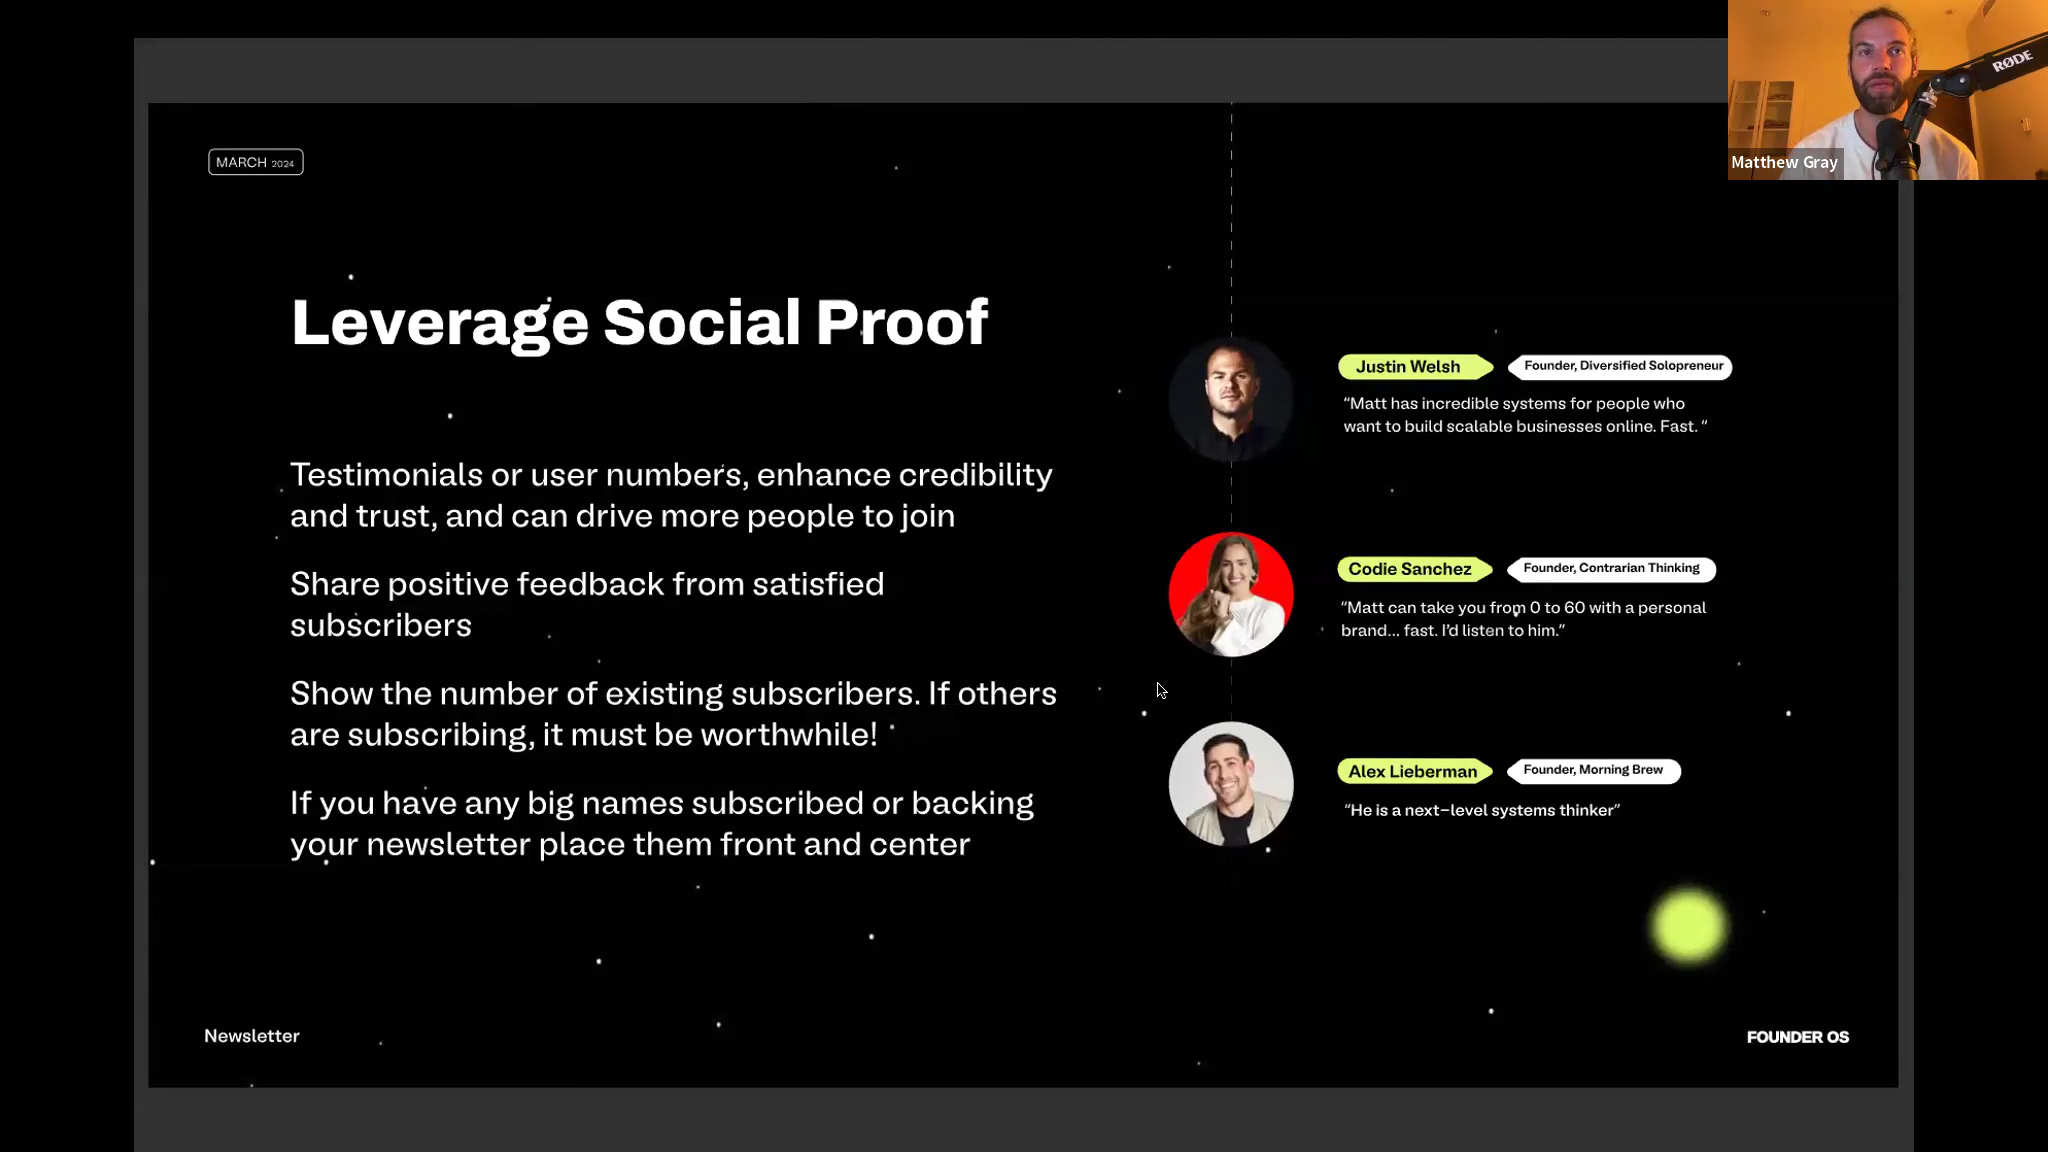 RØDE
Matthew Gray
MARCH 2024
Leverage Social Proof
Testimonials or user numbers, enhance credibility
and trust, and can drive more people to join
Share positive feedback from satisfied
subscribers
Show the number of existing subscribers. If others
are subscribing, it must be worthwhile!
If you have any big names subscribed or backing
your newsletter place them front and center
Justin Welsh
Founder, Diversified Solopreneur
“Matt has incredible systems for people who
want to build scalable businesses online. Fast. “
Codie Sanchez
Founder, Contrarian Thinking
“Matt can take you from 0 to 60 with a personal
brand... fast. I’d listen to him.”
Alex Lieberman
Founder, Morning Brew
“He is a next-level systems thinker”
Newsletter
FOUNDER OS